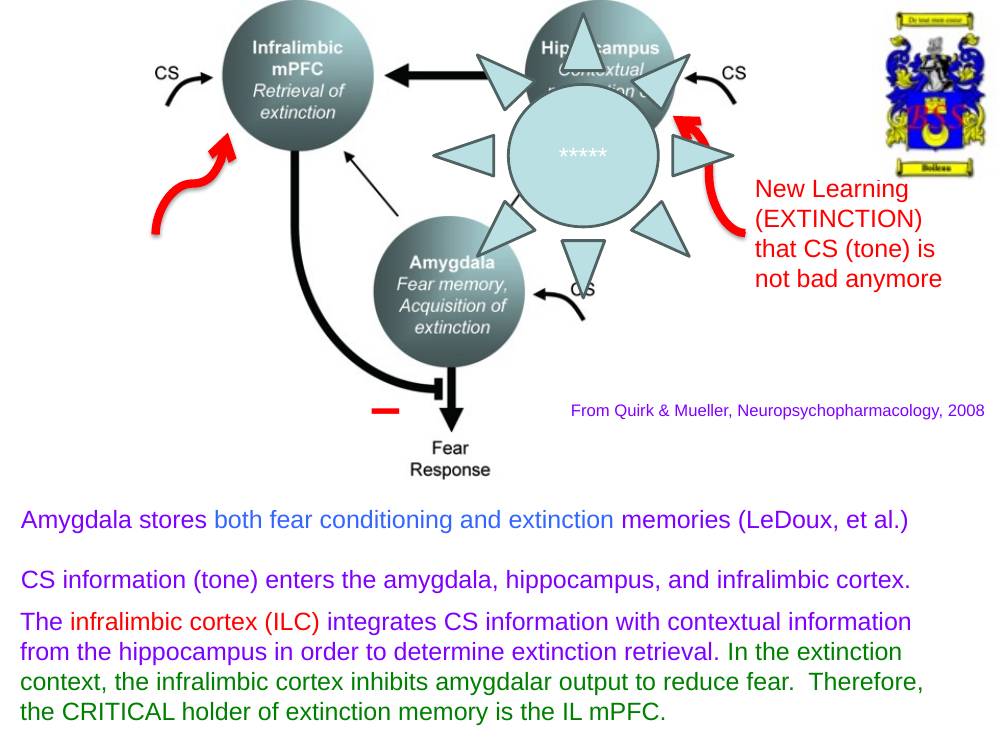 Infralimbic
mPFC
Retrieval of
extinction
CS
CS
*****
New Learning
(EXTINCTION)
that CS (tone) is
not bad anymore
Amygdala
Fear memory,
Acquisition of
extinction
CS
From Quirk & Mueller, Neuropsychopharmacology, 2008
Fear
Response
Amygdala stores both fear conditioning and extinction memories (LeDoux, et al.)
CS information (tone) enters the amygdala, hippocampus, and infralimbic cortex.
The infralimbic cortex (ILC) integrates CS information with contextual information
from the hippocampus in order to determine extinction retrieval. In the extinction
context, the infralimbic cortex inhibits amygdalar output to reduce fear.  Therefore,
the CRITICAL holder of extinction memory is the IL mPFC.